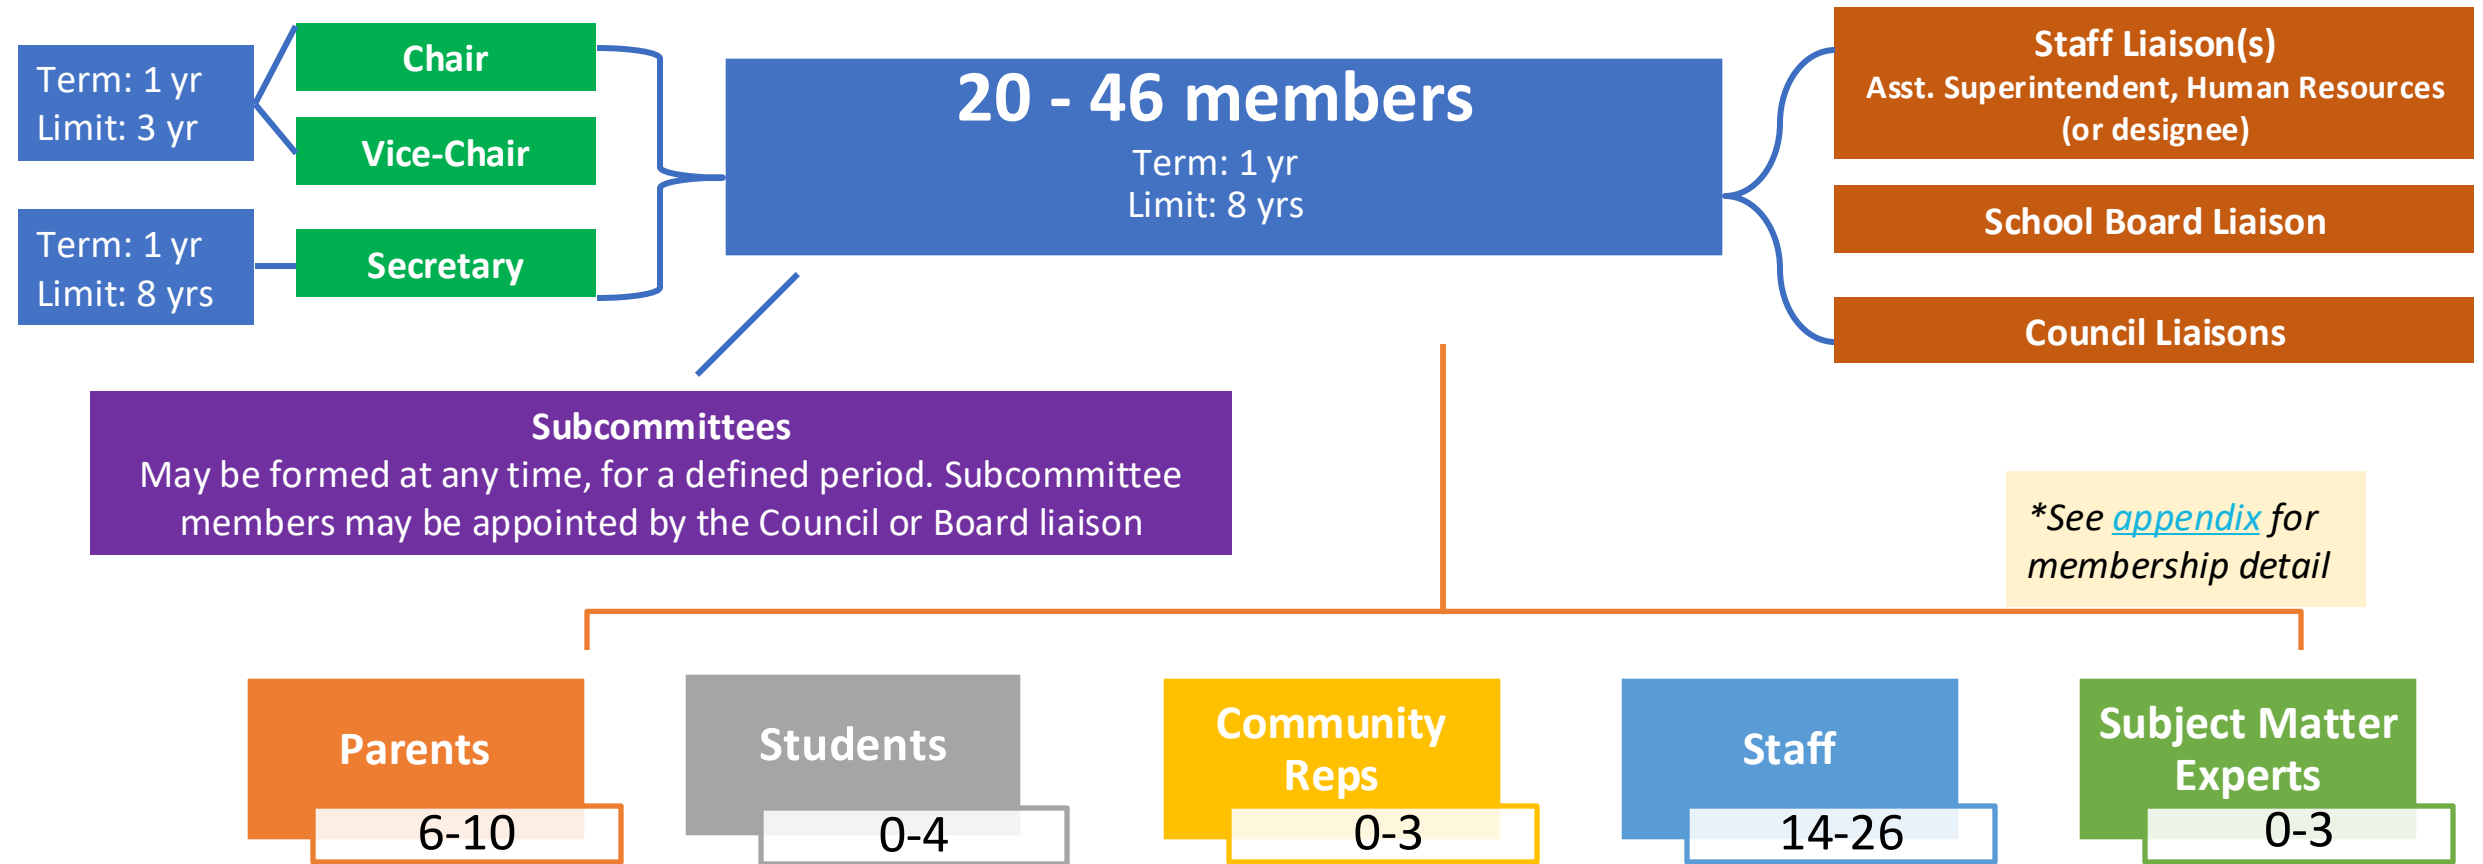 Term: 1 yr
Limit: 3 yr
Chair
Vice-Chair
Term: 1 yr
Limit: 8 yrs
Secretary
20 - 46 members
Term: 1 yr
Limit: 8 yrs
Staff Liaison(s)
Asst. Superintendent, Human Resources
(or designee)
School Board Liaison
Council Liaisons
Subcommittees
May be formed at any time, for a defined period. Subcommittee
members may be appointed by the Council or Board liaison
*See appendix for
membership detail
Parents
6-10
Students
0-4
Community
Reps
0-3
Staff
14-26
Subject Matter
Experts
0-3